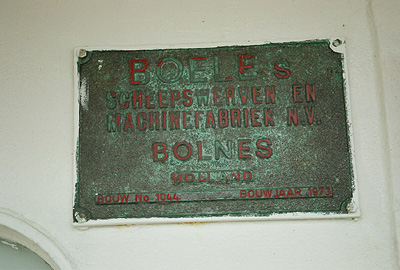 BOELE's
SCHEEPSWERVEN EN
MACHINEFABRIEK N.V.
BOLNES
HOLLAND
BOUW No. 1044 BOUWJAAR 1973